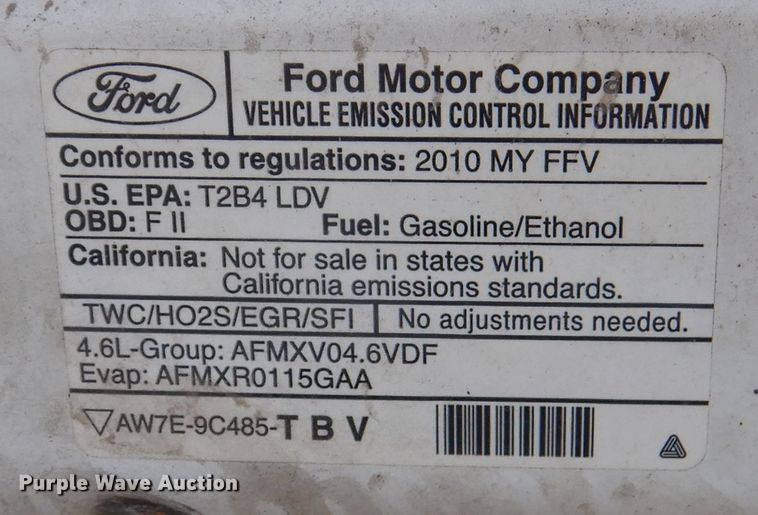 Ford
Ford Motor Company
VEHICLE EMISSION CONTROL INFORMATION
Conforms to regulations: 2010 MY FFV
U.S. EPA: T2B4 LDV
OBD: F II Fuel: Gasoline/Ethanol
California: Not for sale in states with
California emissions standards.
TWC/HO2S/EGR/SFI No adjustments needed.
4.6L-Group: AFMXV04.6VDF
Evap: AFMXR0115GAA
AW7E-9C485-T B V
Purple Wave Auction